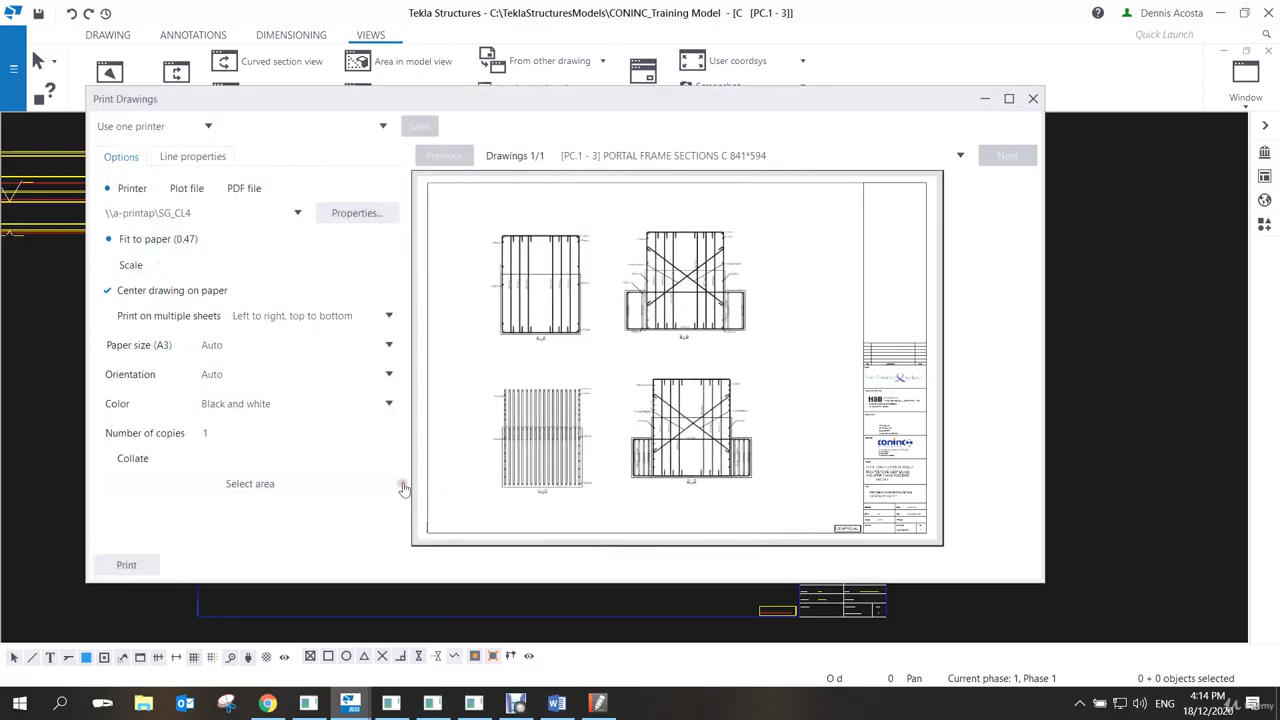 Tekla Structures - C:\TeklaStructuresModels\CONINC_Training Model - [C   [PC.1 - 3]]
Dennis Acosta
DRAWING
ANNOTATIONS
DIMENSIONING
VIEWS
Quick Launch
Curved section view
Area in model view
From other drawing
User coordsys
Window
Print Drawings
Use one printer
Save
Options
Line properties
Previous
Drawings 1/1
[PC.1 - 3] PORTAL FRAME SECTIONS C 841*594
Next
Printer
Plot file
PDF file
\\a-printap\SG_CL4
Properties...
Fit to paper (0.47)
Scale
Center drawing on paper
Print on multiple sheets
Left to right, top to bottom
Paper size (A3)
Auto
Orientation
Auto
Color
Black and white
Number of copies
1
Collate
Select area
HSB
coninco
Print
O d
0
Pan
Current phase: 1, Phase 1
0 + 0 objects selected
ENG
4:14 PM
18/12/2020
Udemy